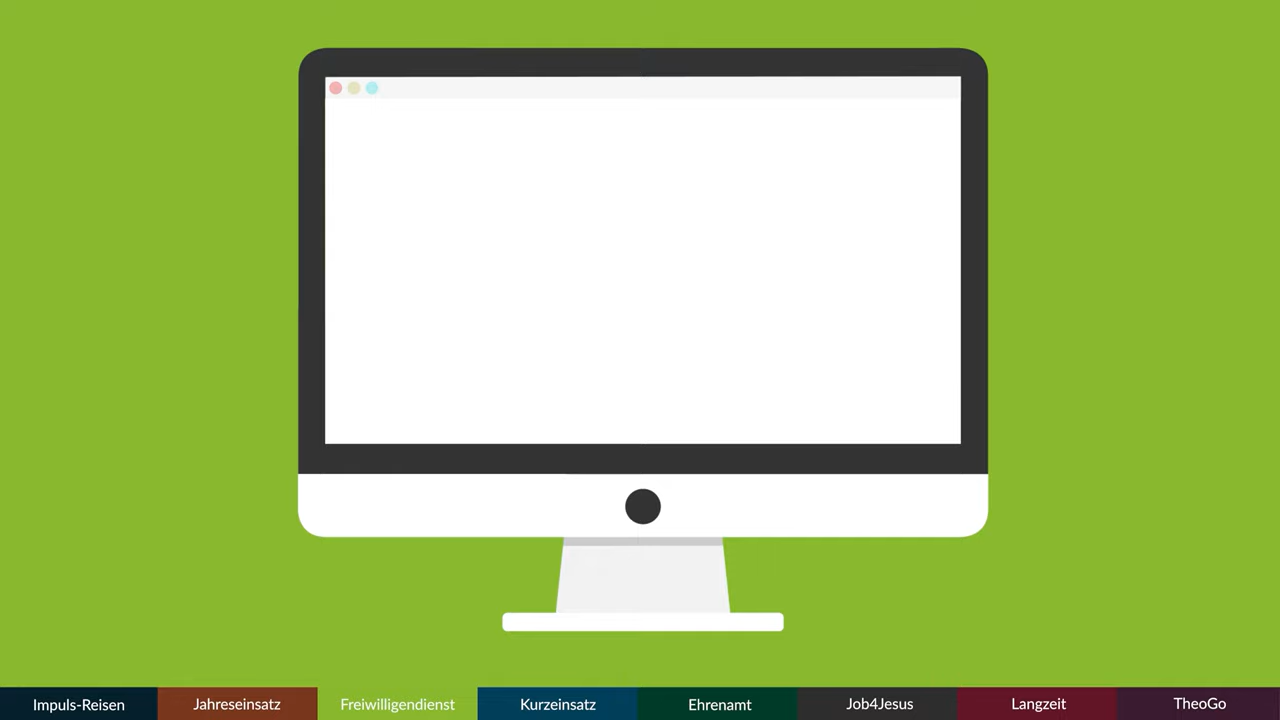 Impuls-Reisen
Jahreseinsatz
Freiwilligendienst
Kurzeinsatz
Ehrenamt
Job4Jesus
Langzeit
TheoGo